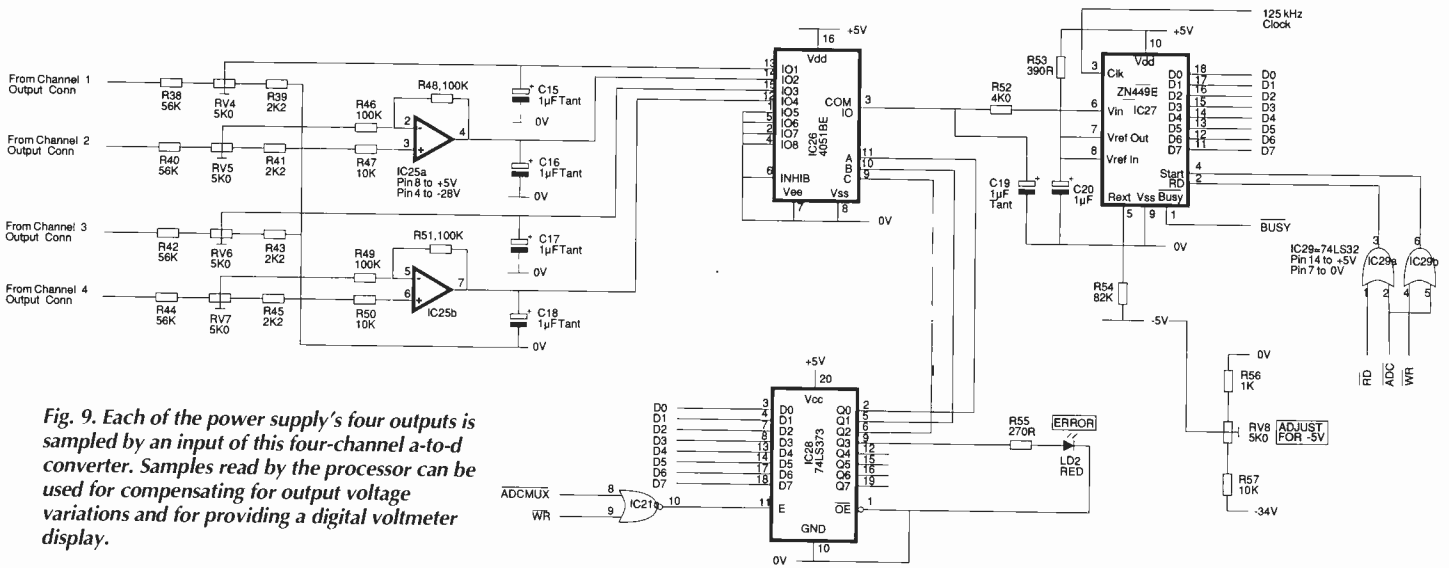 From Channel 1
Output Conn
R38
56K
RV4
5K0
R39
2K2
From Channel 2
Output Conn
R40
56K
RV5
5K0
R41
2K2
R46
100K
R47
10K
R48,100K
2
3
4
IC25a
Pin 8 to +5V
Pin 4 to -28V
From Channel 3
Output Conn
R42
56K
RV6
5K0
R43
2K2
From Channel 4
Output Conn
R44
56K
RV7
5K0
R45
2K2
R49
100K
R50
10K
R51,100K
5
6
7
IC25b
C15
1µFTant
0V
C16
1µFTant
0V
C17
1µFTant
0V
C18
1µFTant
0V
+5V
16
Vdd
13
14
15
12
1
5
2
4
6
IO1
IO2
IO3
IO4
IO5
IO6
IO7
IO8
INHIB
Vee
7
Vss
8
COM
IO
3
IC26
4051BE
A
B
C
11
10
9
0V
R52
4K0
R53
390R
C19
1µF
Tant
C20
1µF
125 kHz
Clock
+5V
10
Vdd
3
Clk
ZN449E
IC27
6
Vin
7
Vref Out
8
Vref In
D0
D1
D2
D3
D4
D5
D6
D7
18
17
16
15
14
13
12
11
D0
D1
D2
D3
D4
D5
D6
D7
Start
RD
4
2
Rext
Vss
Busy
5
9
1
BUSY
0V
R54
82K
-5V
IC29=74LS32
Pin 14 to +5V
Pin 7 to 0V
3
IC29a
1
2
6
IC29b
4
5
RD
ADC
WR
0V
R56
1K
RV8
5K0
ADJUST
FOR -5V
R57
10K
-34V
+5V
20
Vcc
D0
D1
D2
D3
D4
D5
D6
D7
3
4
7
8
13
14
17
18
D0
D1
D2
D3
D4
D5
D6
D7
IC28
74LS373
Q0
Q1
Q2
Q3
Q4
Q5
Q6
Q7
2
5
6
9
12
15
16
19
E
11
OE
1
GND
10
0V
R55
270R
ERROR
LD2
RED
ADCMUX
WR
8
9
10
Fig. 9. Each of the power supply's four outputs is
sampled by an input of this four-channel a-to-d
converter. Samples read by the processor can be
used for compensating for output voltage
variations and for providing a digital voltmeter
display.